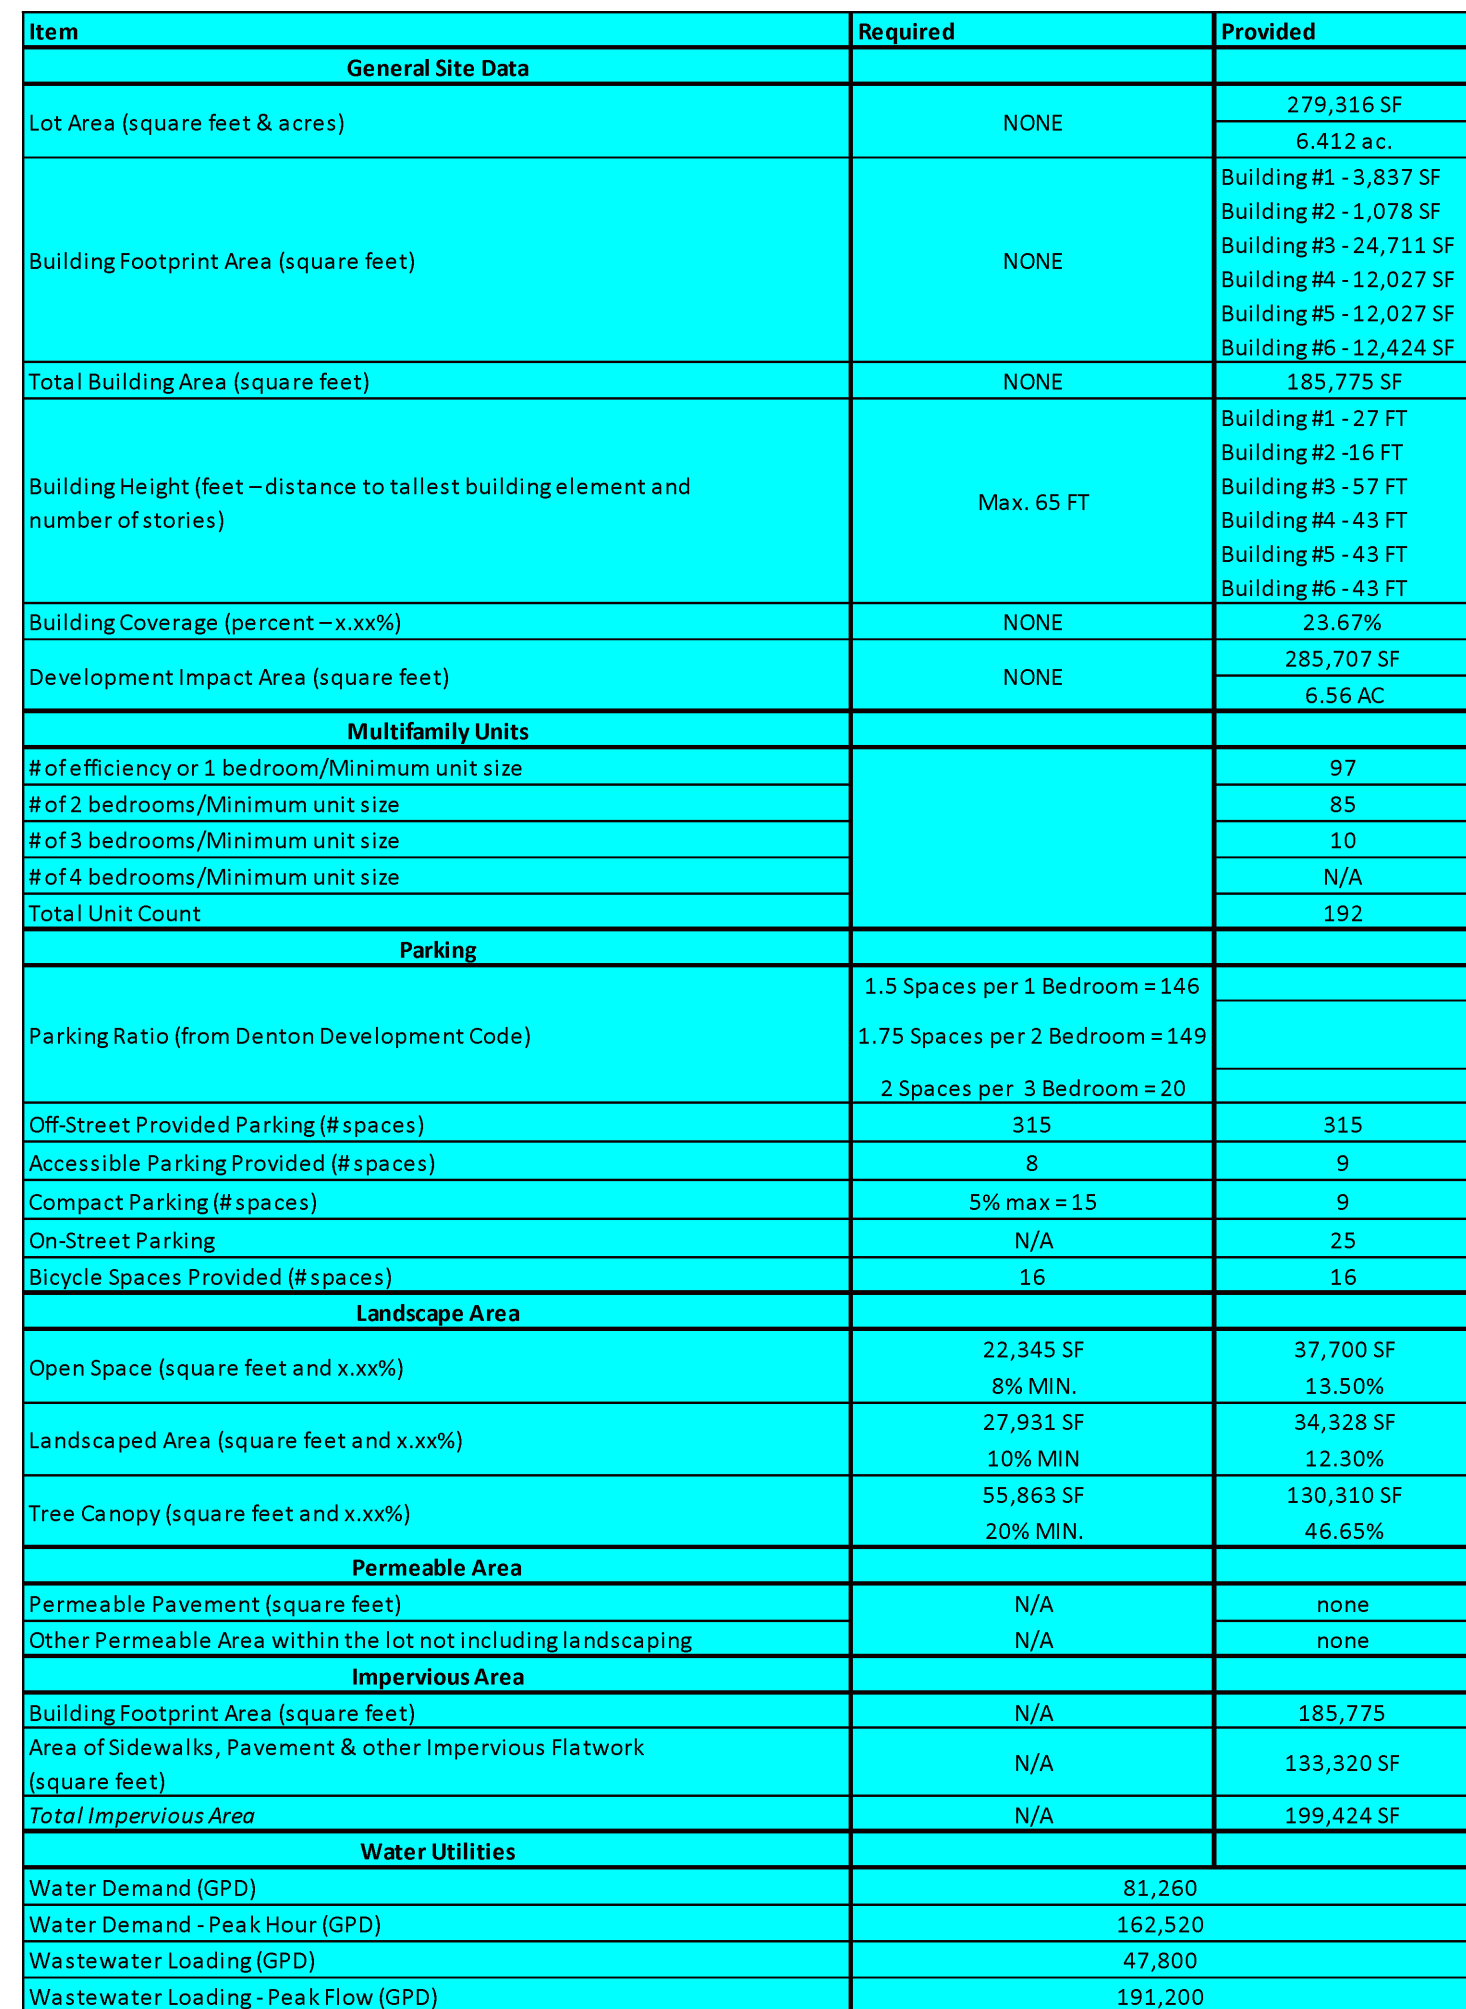 Item Required Provided
General Site Data
Lot Area (square feet & acres) NONE 279,316 SF
6.412 ac.
Building Footprint Area (square feet) NONE Building #1 - 3,837 SF
Building #2 - 1,078 SF
Building #3 - 24,711 SF
Building #4 - 12,027 SF
Building #5 - 12,027 SF
Building #6 - 12,424 SF
Total Building Area (square feet) NONE 185,775 SF
Building Height (feet – distance to tallest building element and
number of stories) Max. 65 FT Building #1 - 27 FT
Building #2 -16 FT
Building #3 - 57 FT
Building #4 - 43 FT
Building #5 - 43 FT
Building #6 - 43 FT
Building Coverage (percent – x.xx%) NONE 23.67%
Development Impact Area (square feet) NONE 285,707 SF
6.56 AC
Multifamily Units
# of efficiency or 1 bedroom/Minimum unit size 97
# of 2 bedrooms/Minimum unit size 85
# of 3 bedrooms/Minimum unit size 10
# of 4 bedrooms/Minimum unit size N/A
Total Unit Count 192
Parking
Parking Ratio (from Denton Development Code) 1.5 Spaces per 1 Bedroom = 146
1.75 Spaces per 2 Bedroom = 149
2 Spaces per 3 Bedroom = 20
Off-Street Provided Parking (# spaces) 315 315
Accessible Parking Provided (# spaces) 8 9
Compact Parking (# spaces) 5% max = 15 9
On-Street Parking N/A 25
Bicycle Spaces Provided (# spaces) 16 16
Landscape Area
Open Space (square feet and x.xx%) 22,345 SF 37,700 SF
8% MIN. 13.50%
Landscaped Area (square feet and x.xx%) 27,931 SF 34,328 SF
10% MIN 12.30%
Tree Canopy (square feet and x.xx%) 55,863 SF 130,310 SF
20% MIN. 46.65%
Permeable Area
Permeable Pavement (square feet) N/A none
Other Permeable Area within the lot not including landscaping N/A none
Impervious Area
Building Footprint Area (square feet) N/A 185,775
Area of Sidewalks, Pavement & other Impervious Flatwork
(square feet) N/A 133,320 SF
Total Impervious Area N/A 199,424 SF
Water Utilities
Water Demand (GPD) 81,260
Water Demand - Peak Hour (GPD) 162,520
Wastewater Loading (GPD) 47,800
Wastewater Loading - Peak Flow (GPD) 191,200